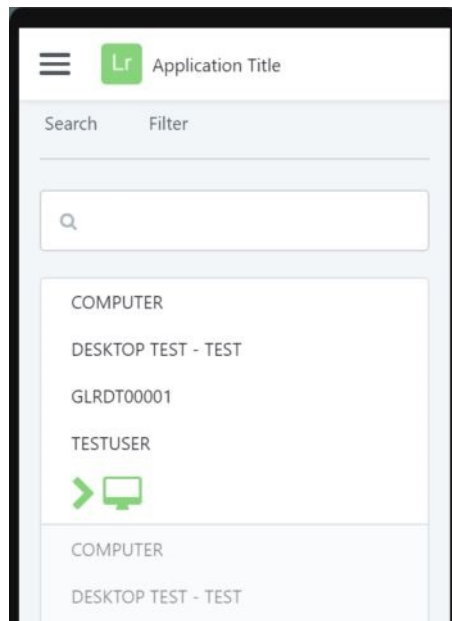 Lr Application Title
Search Filter
COMPUTER
DESKTOP TEST - TEST
GLRDT00001
TESTUSER
COMPUTER
DESKTOP TEST - TEST